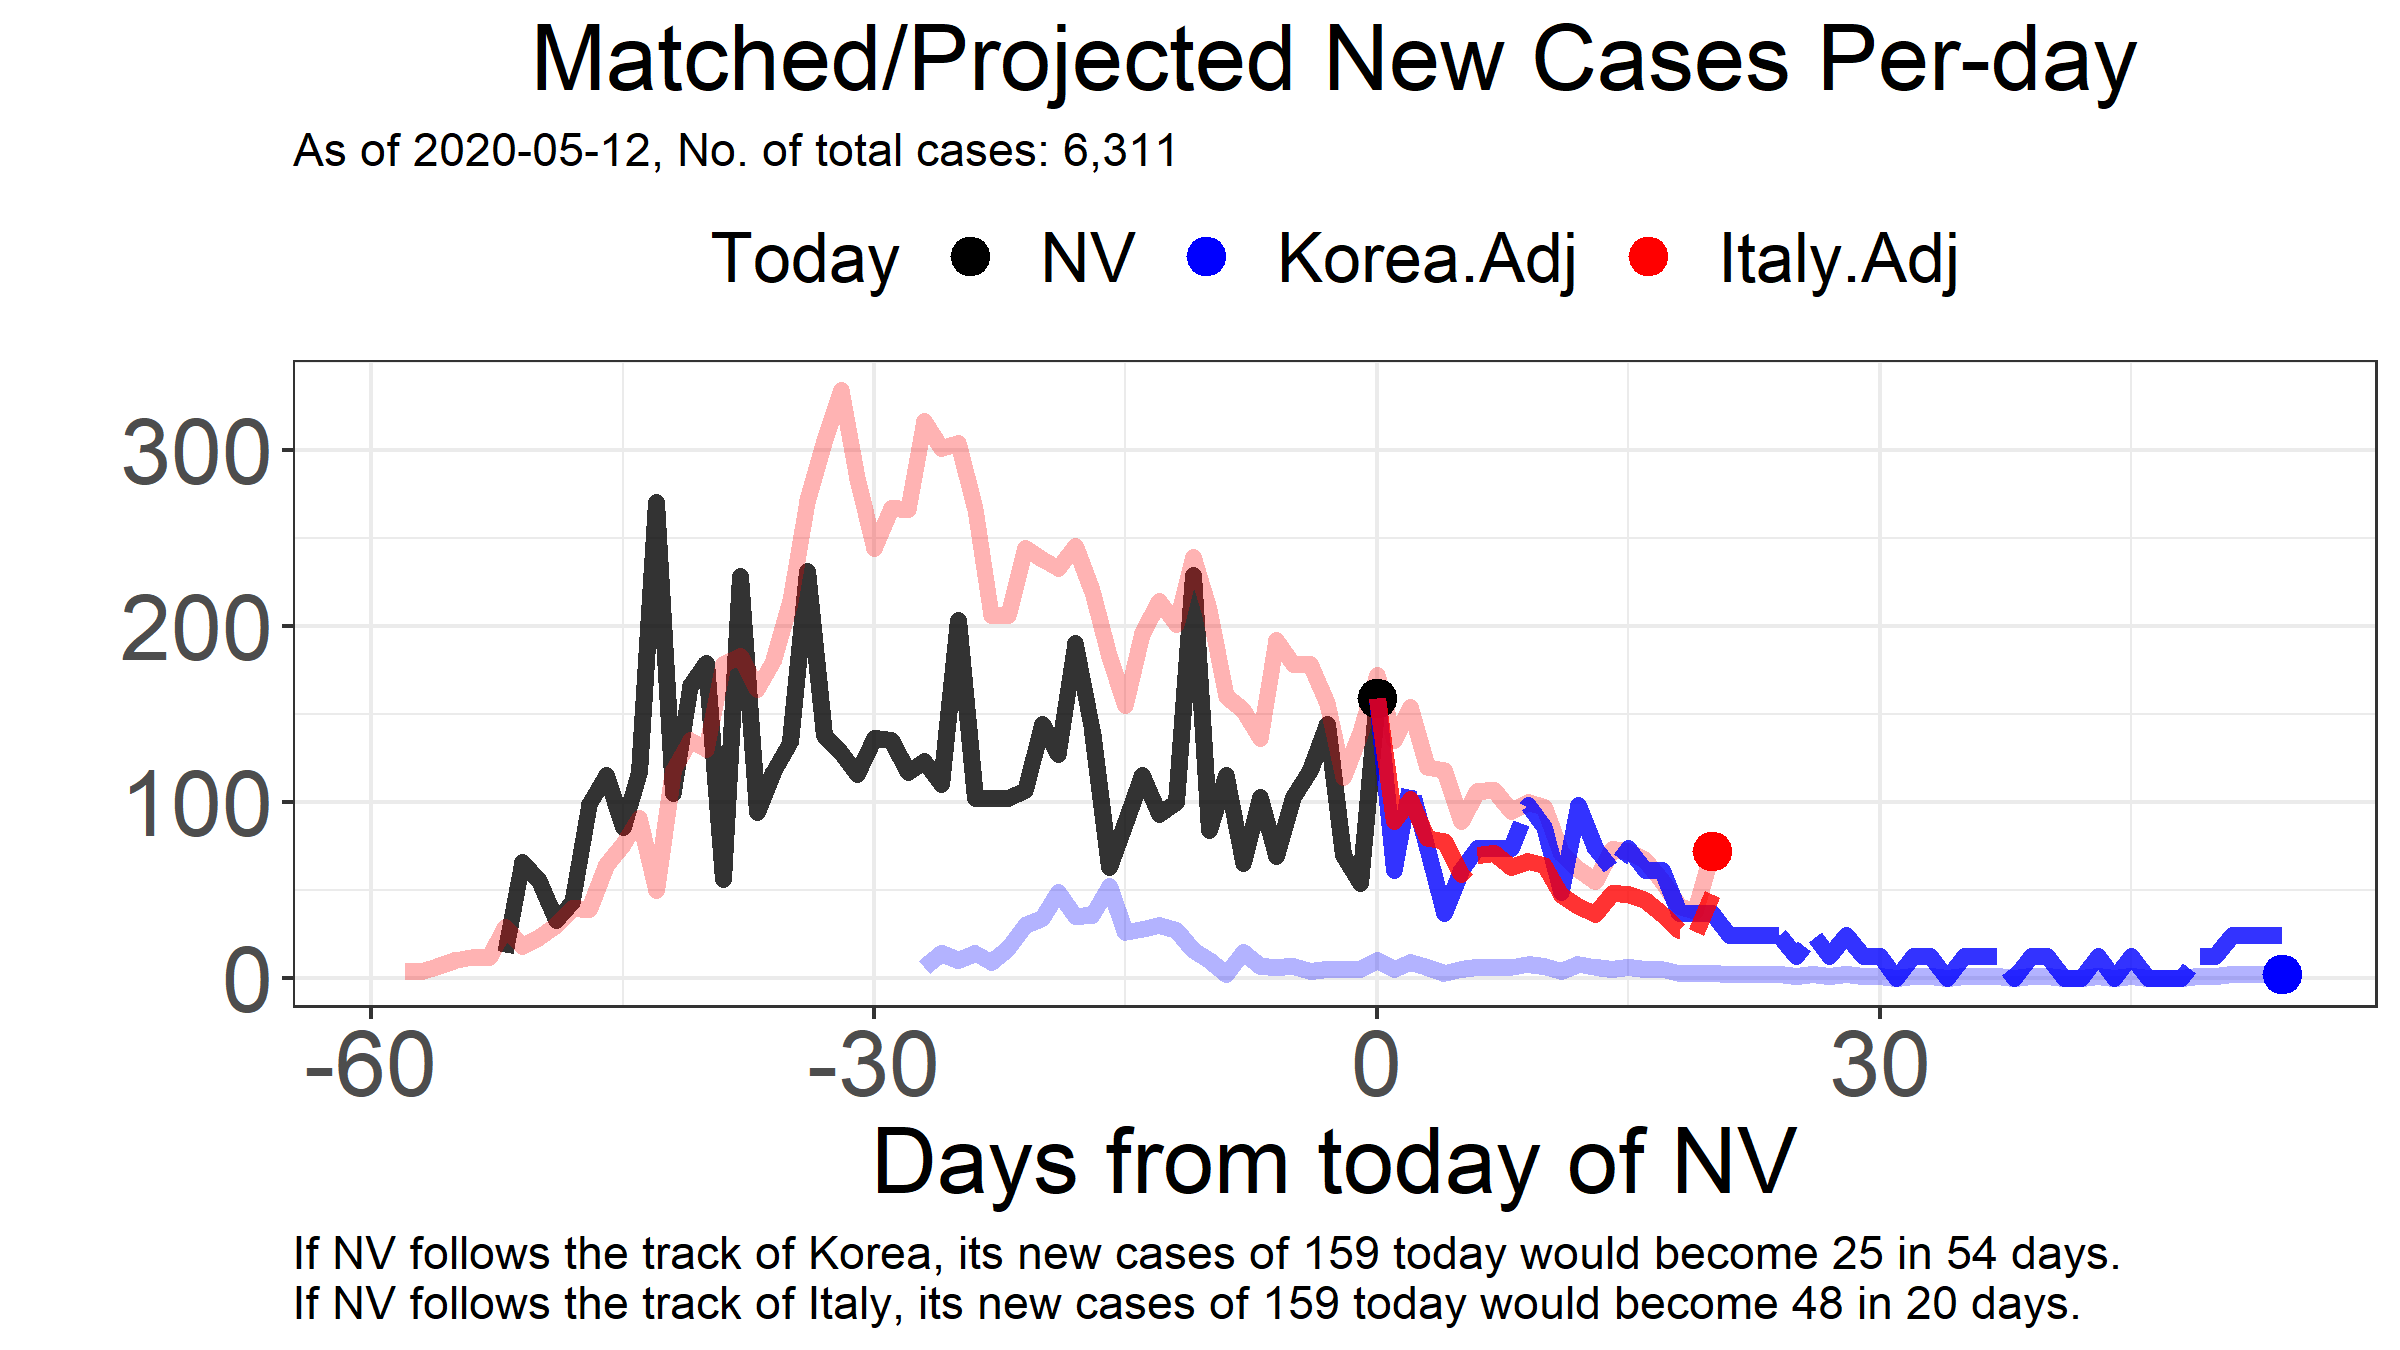 Matched/Projected New Cases Per-day
As of 2020-05-12, No. of total cases: 6,311
Today NV Korea.Adj Italy.Adj
300
200
100
0
-60 -30 0 30
Days from today of NV
If NV follows the track of Korea, its new cases of 159 today would become 25 in 54 days.
If NV follows the track of Italy, its new cases of 159 today would become 48 in 20 days.